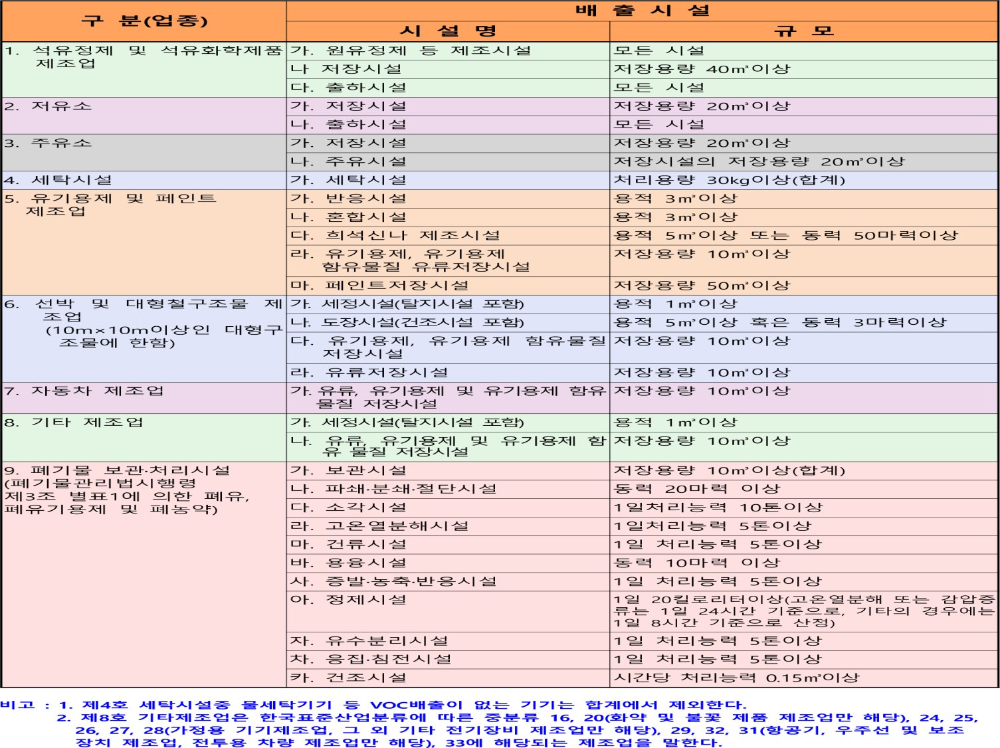 구 분(업종)
배 출 시 설
시 설 명
규 모
1. 석유정제 및 석유화학제품
제조업
가. 원유정제 등 제조시설
모든 시설
나 저장시설
저장용량 40㎥이상
다. 출하시설
모든 시설
2. 저유소
가. 저장시설
저장용량 20㎥이상
나. 출하시설
모든 시설
3. 주유소
가. 저장시설
저장용량 20㎥이상
나. 주유시설
저장시설의 저장용량 20㎥이상
4. 세탁시설
가. 세탁시설
처리용량 30kg이상(합계)
5. 유기용제 및 페인트
제조업
가. 반응시설
용적 3㎥이상
나. 혼합시설
용적 3㎥이상
다. 희석신나 제조시설
용적 5㎥이상 또는 동력 50마력이상
라. 유기용제, 유기용제
함유물질 유류저장시설
저장용량 10㎥이상
마. 페인트저장시설
저장용량 50㎥이상
6. 선박 및 대형철구조물 제
조업
(10m×10m이상인 대형구
조물에 한함)
가. 세정시설(탈지시설 포함)
용적 1㎥이상
나. 도장시설(건조시설 포함)
용적 5㎥이상 혹은 동력 3마력이상
다. 유기용제, 유기용제 함유물질
저장시설
저장용량 10㎥이상
라. 유류저장시설
저장용량 10㎥이상
7. 자동차 제조업
가. 유류, 유기용제 및 유기용제 함유
물질 저장시설
저장용량 10㎥이상
8. 기타 제조업
가. 세정시설(탈지시설 포함)
용적 1㎥이상
나. 유류, 유기용제 및 유기용제 함
유 물질 저장시설
저장용량 10㎥이상
9. 폐기물 보관·처리시설
(폐기물관리법시행령
제3조 별표1에 의한 폐유,
폐유기용제 및 폐농약)
가. 보관시설
저장용량 10㎥이상(합계)
나. 파쇄·분쇄·절단시설
동력 20마력 이상
다. 소각시설
1일처리능력 10톤이상
라. 고온열분해시설
1일처리능력 5톤이상
마. 건류시설
1일 처리능력 5톤이상
바. 용융시설
동력 10마력 이상
사. 증발·농축·반응시설
1일 처리능력 5톤이상
아. 정제시설
1일 20킬로리터이상(고온열분해 또는 감압증
류는 1일 24시간 기준으로, 기타의 경우에는
1일 8시간 기준으로 산정)
자. 유수분리시설
1일 처리능력 5톤이상
차. 응집·침전시설
1일 처리능력 5톤이상
카. 건조시설
시간당 처리능력 0.15㎥이상
비고 : 1. 제4호 세탁시설중 물세탁기기 등 VOC배출이 없는 기기는 합계에서 제외한다.
2. 제8호 기타제조업은 한국표준산업분류에 따른 중분류 16, 20(화약 및 불꽃 제품 제조업만 해당), 24, 25,
26, 27, 28(가정용 기기제조업, 그 외 기타 전기장비 제조업만 해당), 29, 32, 31(항공기, 우주선 및 보조
장치 제조업, 전투용 차량 제조업만 해당), 33에 해당되는 제조업을 말한다.